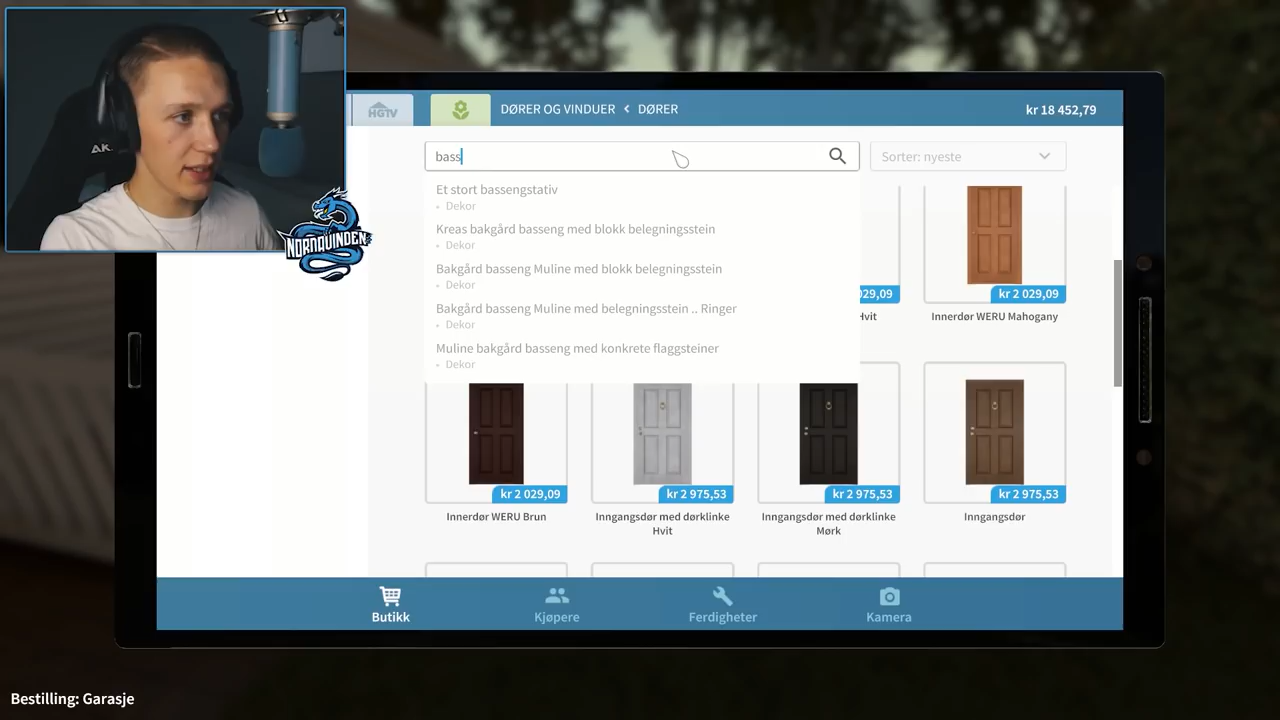 AK
NORDQUINDEN
HGTV
DØRER OG VINDUER < DØRER
kr 18 452,79
bass
Sorter: nyeste
Et stort bassengstativ
• Dekor
Kreas bakgård basseng med blokk belegningsstein
• Dekor
Bakgård basseng Muline med blokk belegningsstein
• Dekor
Bakgård basseng Muline med belegningsstein .. Ringer
• Dekor
Muline bakgård basseng med konkrete flaggsteiner
• Dekor
029,09
kr 2 029,09
Hvit
Innerdør WERU Mahogany
kr 2 029,09
kr 2 975,53
kr 2 975,53
kr 2 975,53
Innerdør WERU Brun
Inngangsdør med dørklinke
Hvit
Inngangsdør med dørklinke
Mørk
Inngangsdør
Butikk
Kjøpere
Ferdigheter
Kamera
Bestilling: Garasje